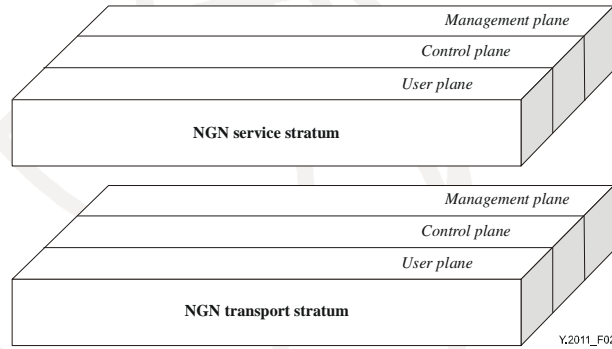 Management plane
Control plane
User plane
NGN service stratum
Management plane
Control plane
User plane
NGN transport stratum
Y.2011_F02